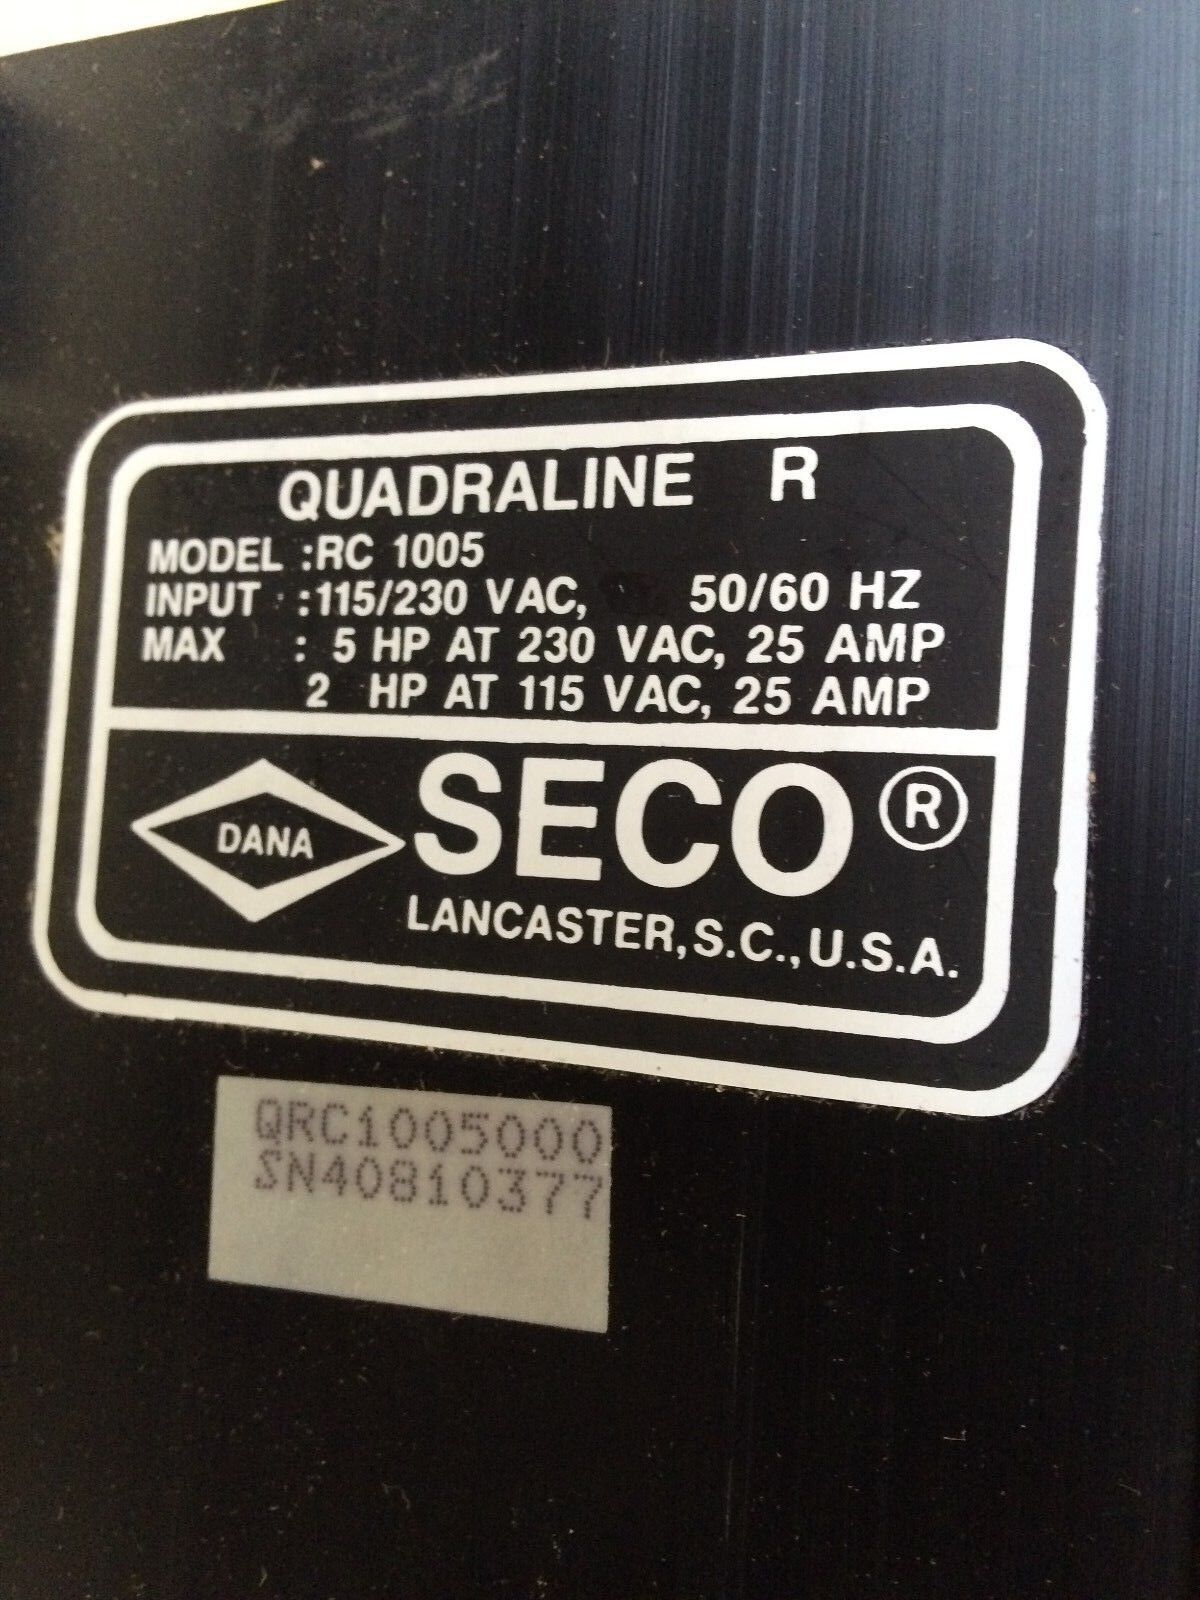 QUADRALINE R
MODEL :RC 1005
INPUT :115/230 VAC, 50/60 HZ
MAX : 5 HP AT 230 VAC, 25 AMP
2 HP AT 115 VAC, 25 AMP
DANA
SECO ®
LANCASTER, S.C., U.S.A.
QRC1005000
SN40810377